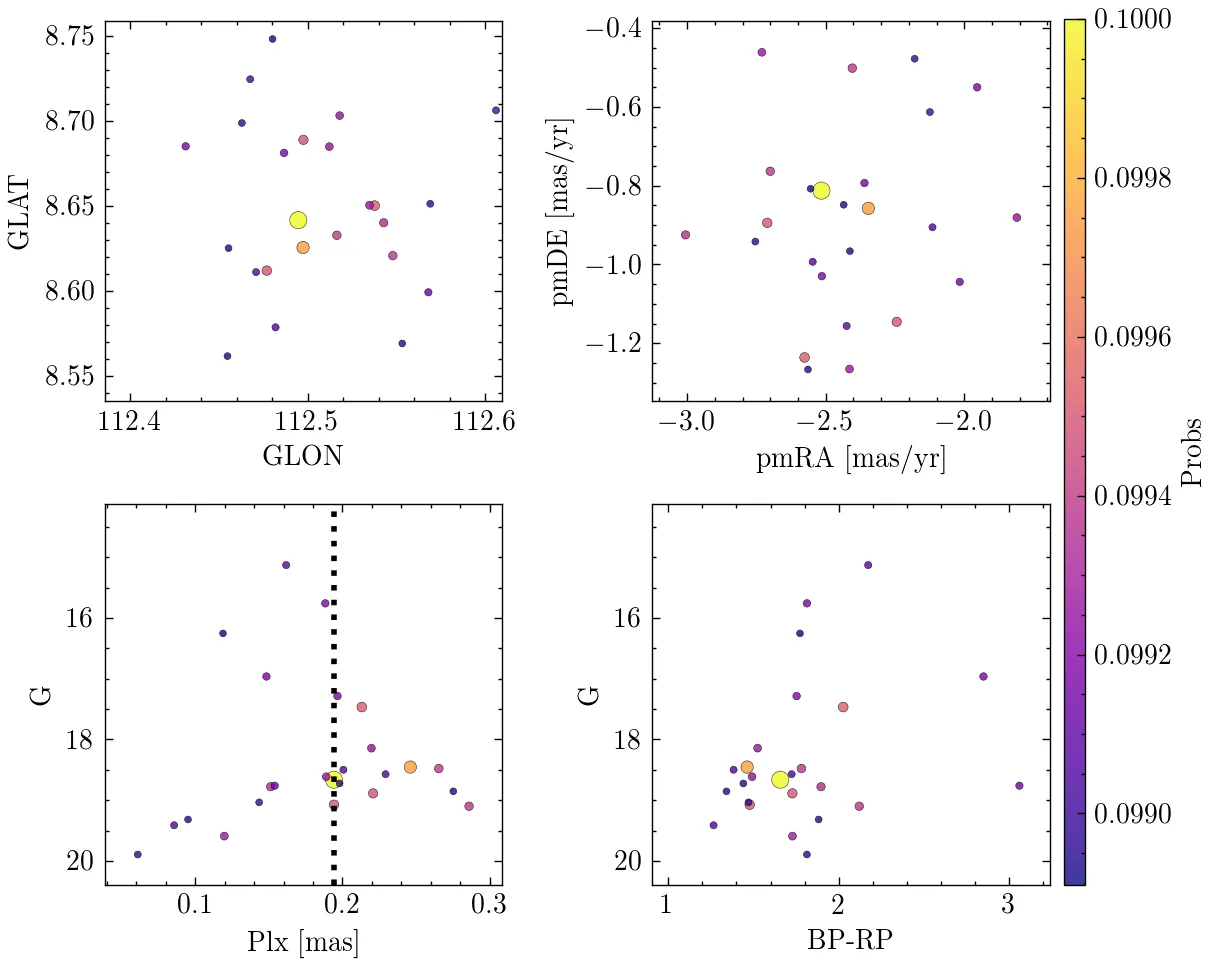 8.75
8.70
8.65
8.60
8.55
GLAT
112.4 112.5 112.6
GLON
−0.4
−0.6
−0.8
−1.0
−1.2
pmDE [mas/yr]
−3.0 −2.5 −2.0
pmRA [mas/yr]
16
18
20
G
0.1 0.2 0.3
Plx [mas]
16
18
20
G
1 2 3
BP-RP
0.1000
0.0998
0.0996
0.0994
0.0992
0.0990
Probs